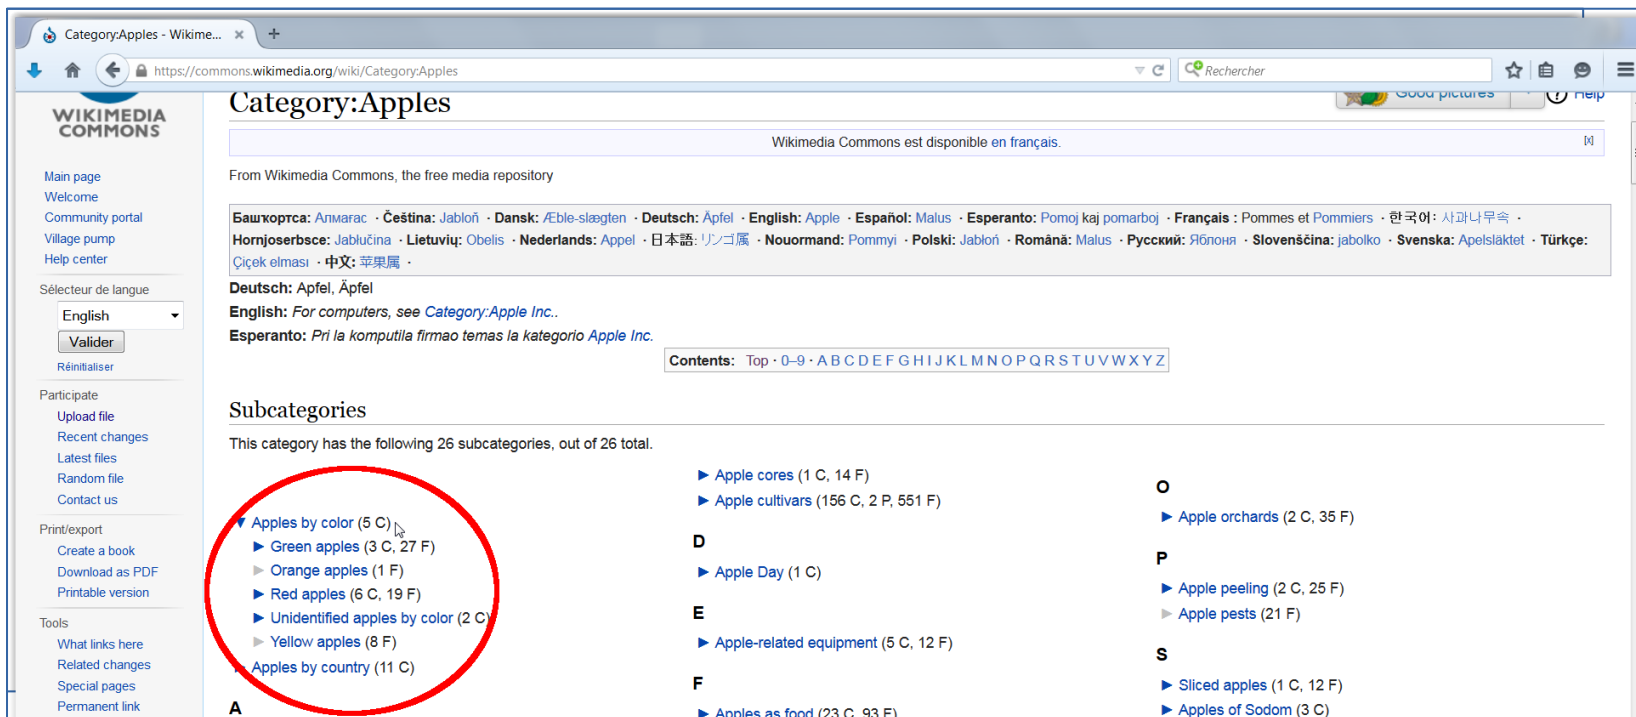 Category:Apples - Wikime...
https://commons.wikimedia.org/wiki/Category:Apples
Rechercher
WIKIMEDIA
COMMONS
Main page
Welcome
Community portal
Village pump
Help center
Sélecteur de langue
English
Valider
Réinitialiser
Participate
Upload file
Recent changes
Latest files
Random file
Contact us
Print/export
Create a book
Download as PDF
Printable version
Tools
What links here
Related changes
Special pages
Permanent link
Category:Apples
Good pictures
Help
Wikimedia Commons est disponible en français.
[x]
From Wikimedia Commons, the free media repository
Башҡортса: Алмағас · Čeština: Jabloň · Dansk: Æble-slægten · Deutsch: Äpfel · English: Apple · Español: Malus · Esperanto: Pomoj kaj pomarboj · Français : Pommes et Pommiers · 한국어: 사과나무속 ·
Hornjoserbsce: Jabłučina · Lietuvių: Obelis · Nederlands: Appel · 日本語: リンゴ属 · Nouormand: Pommyi · Polski: Jabłoń · Română: Malus · Русский: Яблоня · Slovenščina: jabolko · Svenska: Apelsläktet · Türkçe:
Çiçek elması · 中文: 苹果属 ·
Deutsch: Apfel, Äpfel
English: For computers, see Category:Apple Inc..
Esperanto: Pri la komputila firmao temas la kategorio Apple Inc.
Contents: Top · 0–9 · A B C D E F G H I J K L M N O P Q R S T U V W X Y Z
Subcategories
This category has the following 26 subcategories, out of 26 total.
▼ Apples by color (5 C)
► Green apples (3 C, 27 F)
► Orange apples (1 F)
► Red apples (6 C, 19 F)
► Unidentified apples by color (2 C)
► Yellow apples (8 F)
► Apples by country (11 C)
A
► Apple cores (1 C, 14 F)
► Apple cultivars (156 C, 2 P, 551 F)
D
► Apple Day (1 C)
E
► Apple-related equipment (5 C, 12 F)
F
► Apples as food (23 C, 93 F)
O
► Apple orchards (2 C, 35 F)
P
► Apple peeling (2 C, 25 F)
► Apple pests (21 F)
S
► Sliced apples (1 C, 12 F)
► Apples of Sodom (3 C)